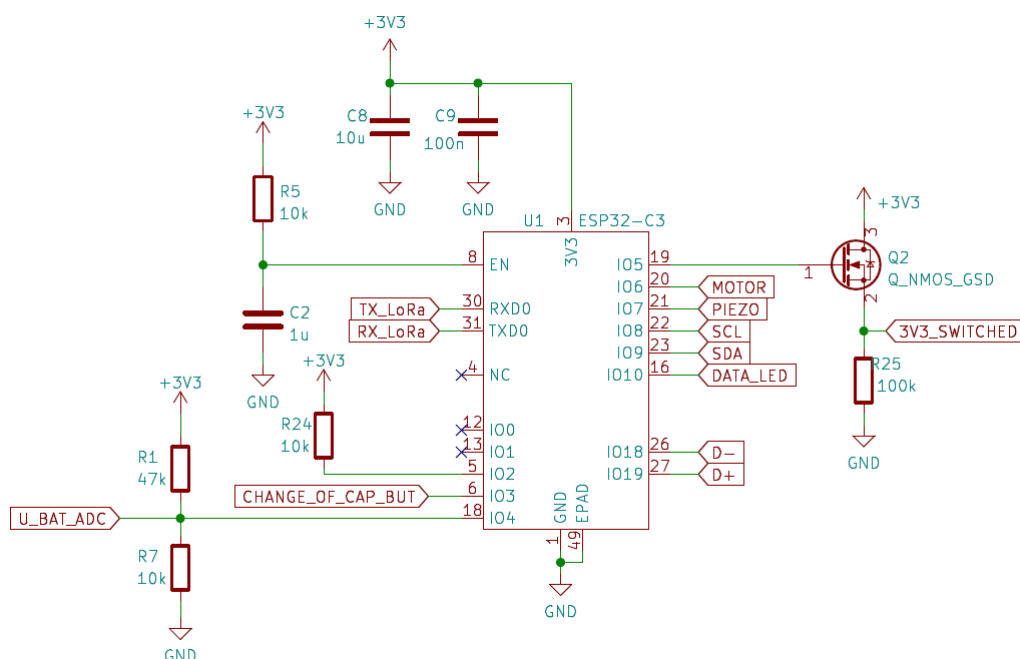 +3V3
C8
10u
C9
100n
GND
GND
+3V3
R5
10k
C2
1u
GND
U1
ESP32-C3
3
3V3
8
EN
TX_LoRa
30
RXD0
RX_LoRa
31
TXD0
4
NC
12
IO0
13
IO1
5
IO2
6
IO3
18
IO4
+3V3
R24
10k
CHANGE_OF_CAP_BUT
+3V3
R1
47k
U_BAT_ADC
R7
10k
GND
IO5
19
IO6
20
MOTOR
IO7
21
PIEZO
IO8
22
SCL
IO9
23
SDA
IO10
16
DATA_LED
IO18
26
D-
IO19
27
D+
GND
EPAD
1
49
GND
+3V3
3
Q2
Q_NMOS_GSD
1
2
3V3_SWITCHED
R25
100k
GND